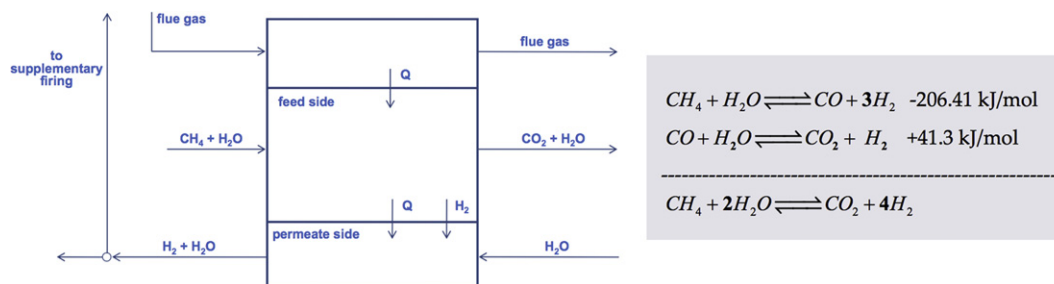 flue gas
to
supplementary
firing
flue gas
Q
feed side
CH₄ + H₂O
CO₂ + H₂O
Q
H₂
permeate side
H₂ + H₂O
H₂O
CH₄ + H₂O ⇌ CO + 3H₂ -206.41 kJ/mol
CO + H₂O ⇌ CO₂ + H₂ +41.3 kJ/mol
CH₄ + 2H₂O ⇌ CO₂ + 4H₂